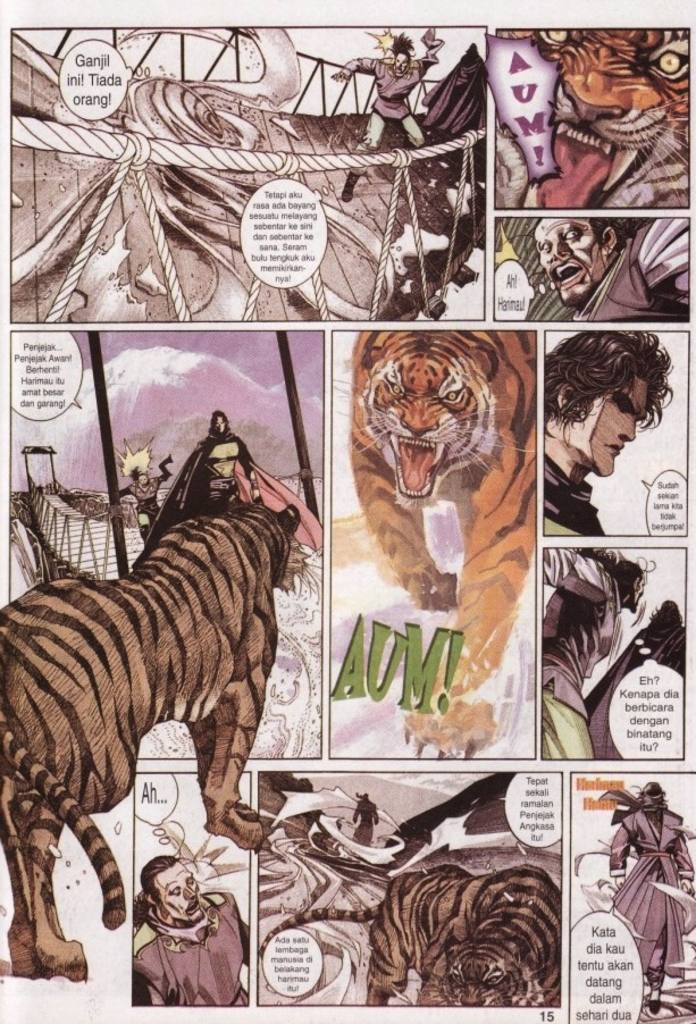 Ganjil
ini! Tiada
orang!
Tetapi aku
rasa ada bayang
sesuatu melayang
sebentar ke sini
dan sebentar ke
sana. Seram
bulu tengkuk aku
memikirkan-
nya!
AUM!
Ah!
Harimau!
Penjejak...
Penjejak Awan!
Berhenti!
Harimau itu
amat besar
dan garang!
AUM!
Sudah
sekian
lama kita
tidak
berjumpa!
Eh?
Kenapa dia
berbicara
dengan
binatang
itu?
Ah...
Tepat
sekali
ramalan
Penjejak
Angkasa
itu!
Ada satu
lembaga
manusia di
belakang
harimau
itu!
Kata
dia kau
tentu akan
datang
dalam
sehari dua
15